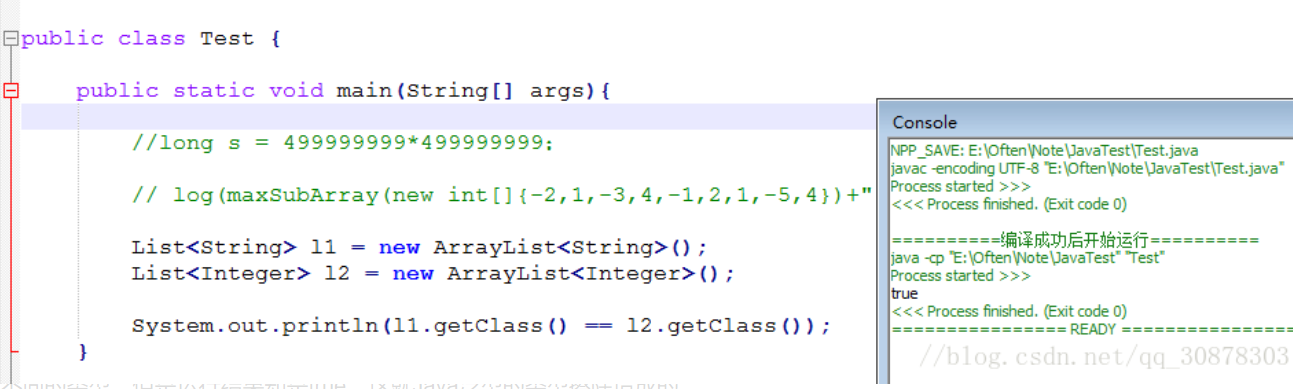 public class Test {
public static void main(String[] args){
//long s = 499999999*499999999;
// log(maxSubArray(new int[]{-2,1,-3,4,-1,2,1,-5,4})+"
List<String> l1 = new ArrayList<String>();
List<Integer> l2 = new ArrayList<Integer>();
System.out.println(l1.getClass() == l2.getClass());
}
Console
NPP_SAVE: E:\Often\Note\JavaTest\Test.java
javac -encoding UTF-8 "E:\Often\Note\JavaTest\Test.java"
Process started >>>
<<< Process finished. (Exit code 0)
==========编译成功后开始运行==========
java -cp "E:\Often\Note\JavaTest" "Test"
Process started >>>
true
<<< Process finished. (Exit code 0)
================ READY ================
//blog.csdn.net/qq_30878303